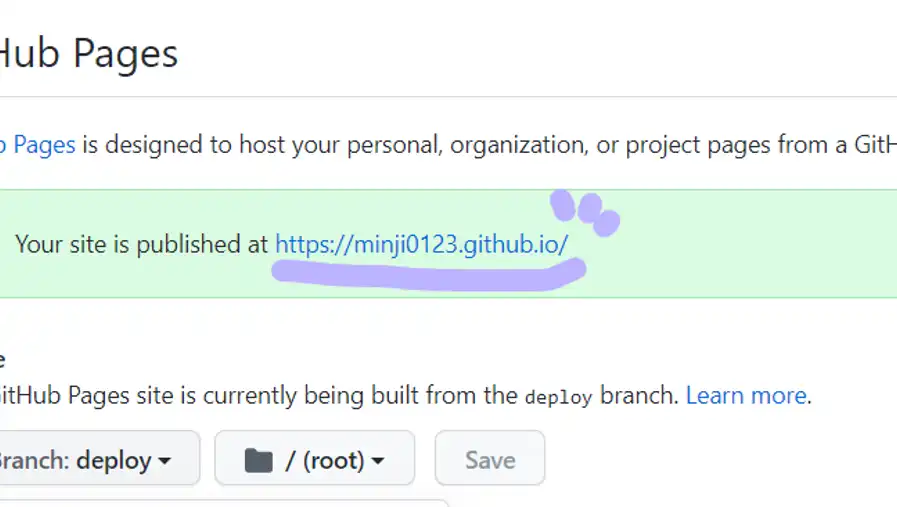 Hub Pages
Pages is designed to host your personal, organization, or project pages from a GitH
Your site is published at https://minji0123.github.io/
e
itHub Pages site is currently being built from the deploy branch. Learn more.
Branch: deploy
/ (root)
Save